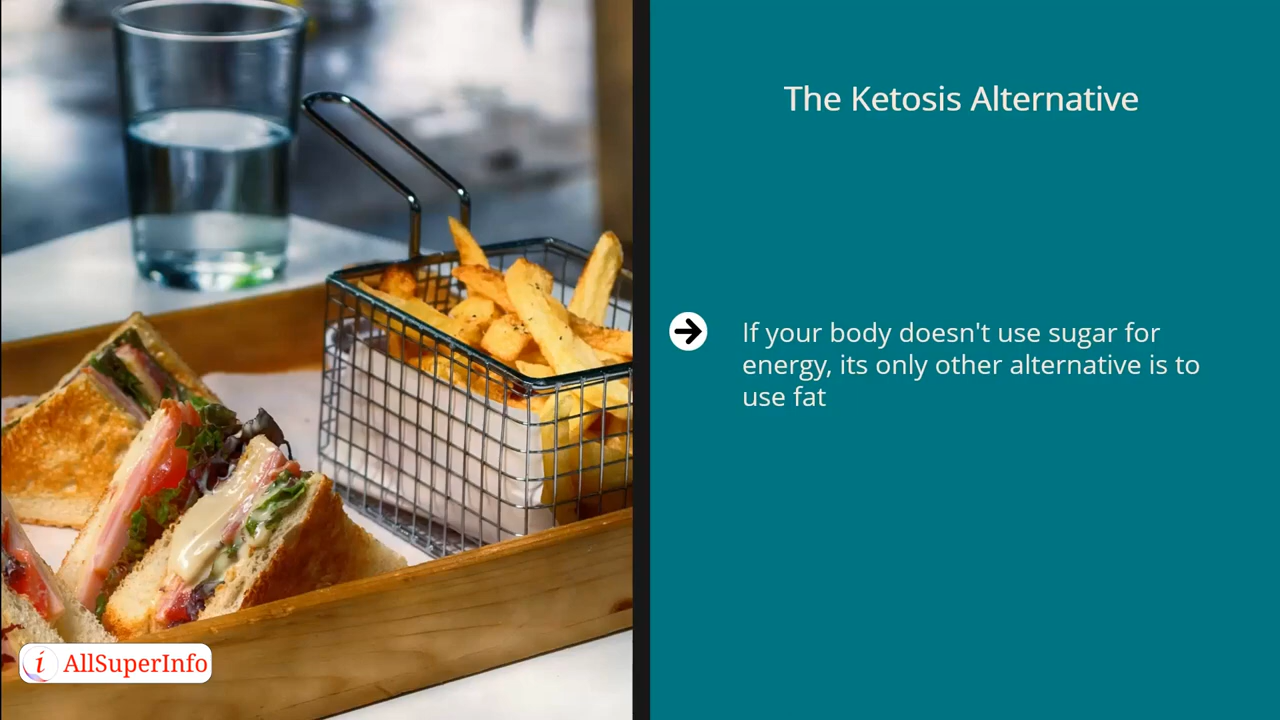 The Ketosis Alternative
If your body doesn't use sugar for
energy, its only other alternative is to
use fat
i AllSuperInfo